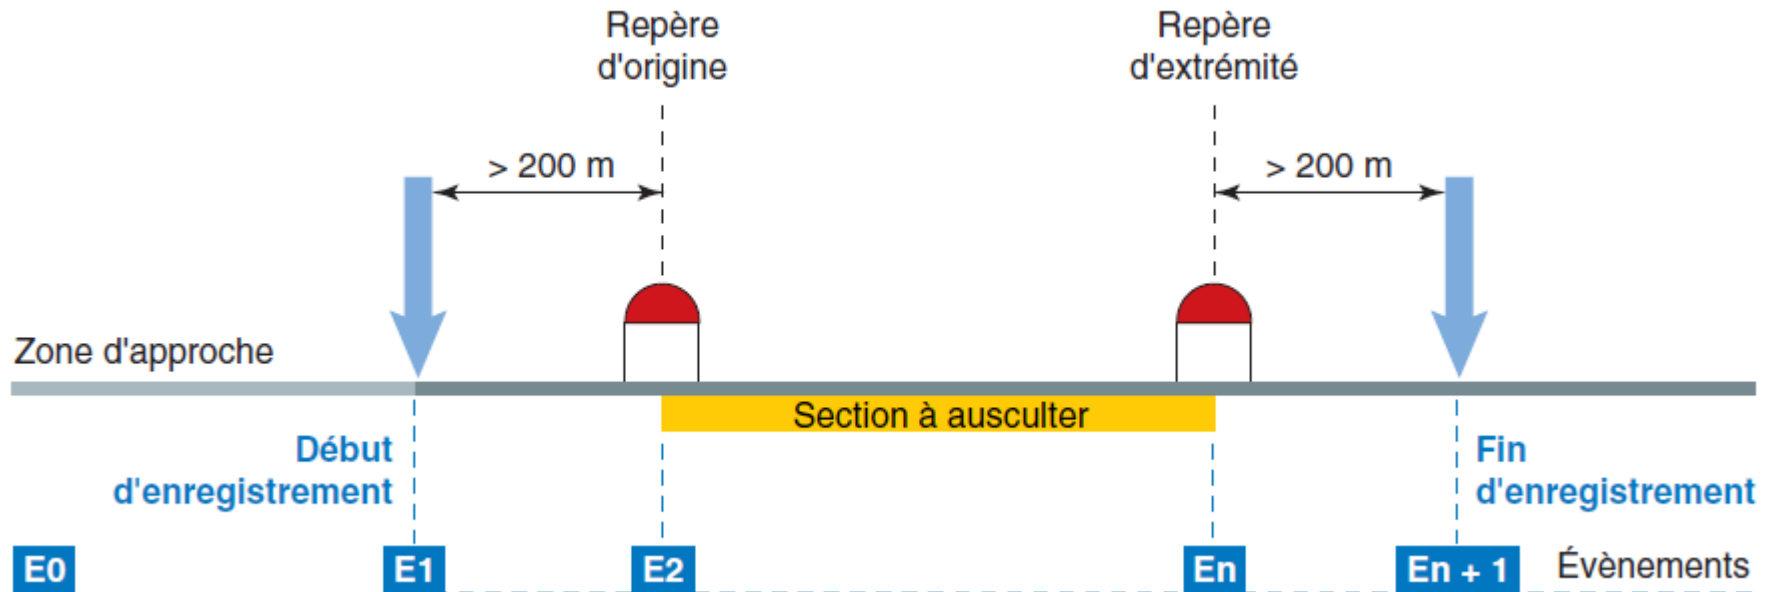 Repère
d'origine
Repère
d'extrémité
> 200 m
> 200 m
Zone d'approche
Section à ausculter
Début
d'enregistrement
Fin
d'enregistrement
E0
E1
E2
En
En + 1
Évènements